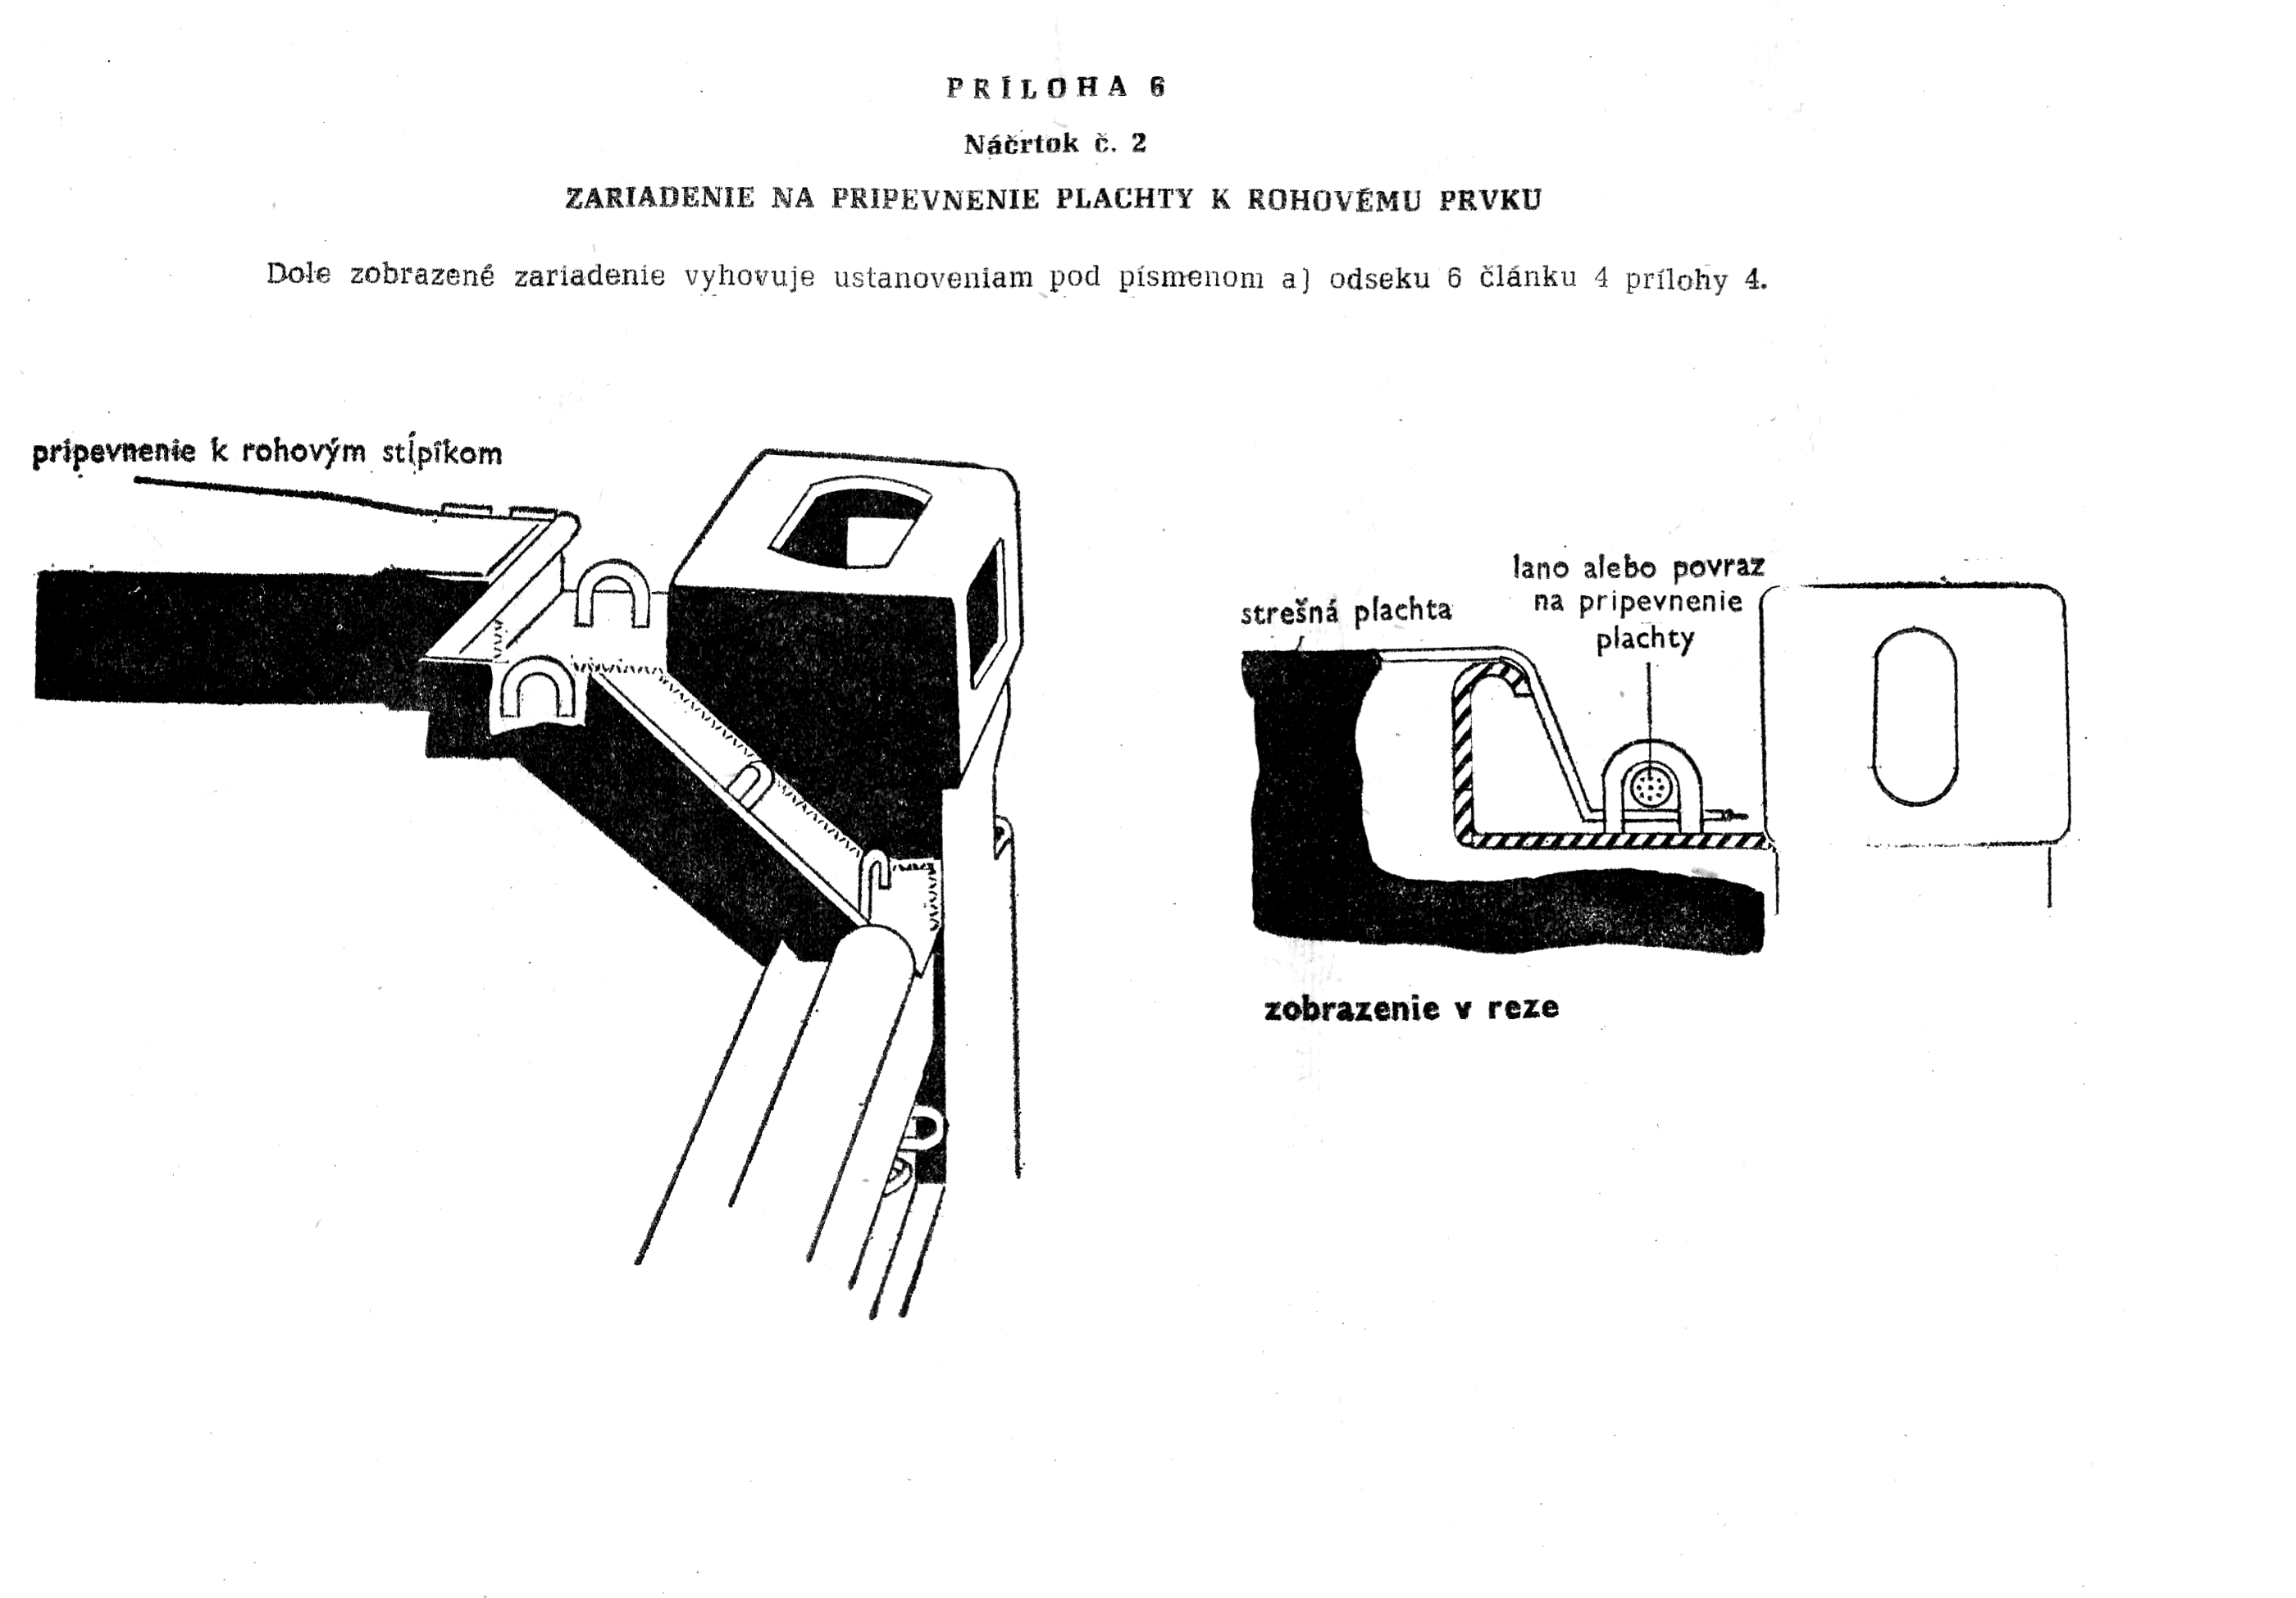 PRÍLOHA 6
Náčrtok č. 2
ZARIADENIE NA PRIPEVNENIE PLACHTY K ROHOVÉMU PRVKU
Dole zobrazené zariadenie vyhovuje ustanoveniam pod písmenom a) odseku 6 článku 4 prílohy 4.
pripevnenie k rohovým stĺpikom
lano alebo povraz
na pripevnenie
plachty
strešná plachta
zobrazenie v reze